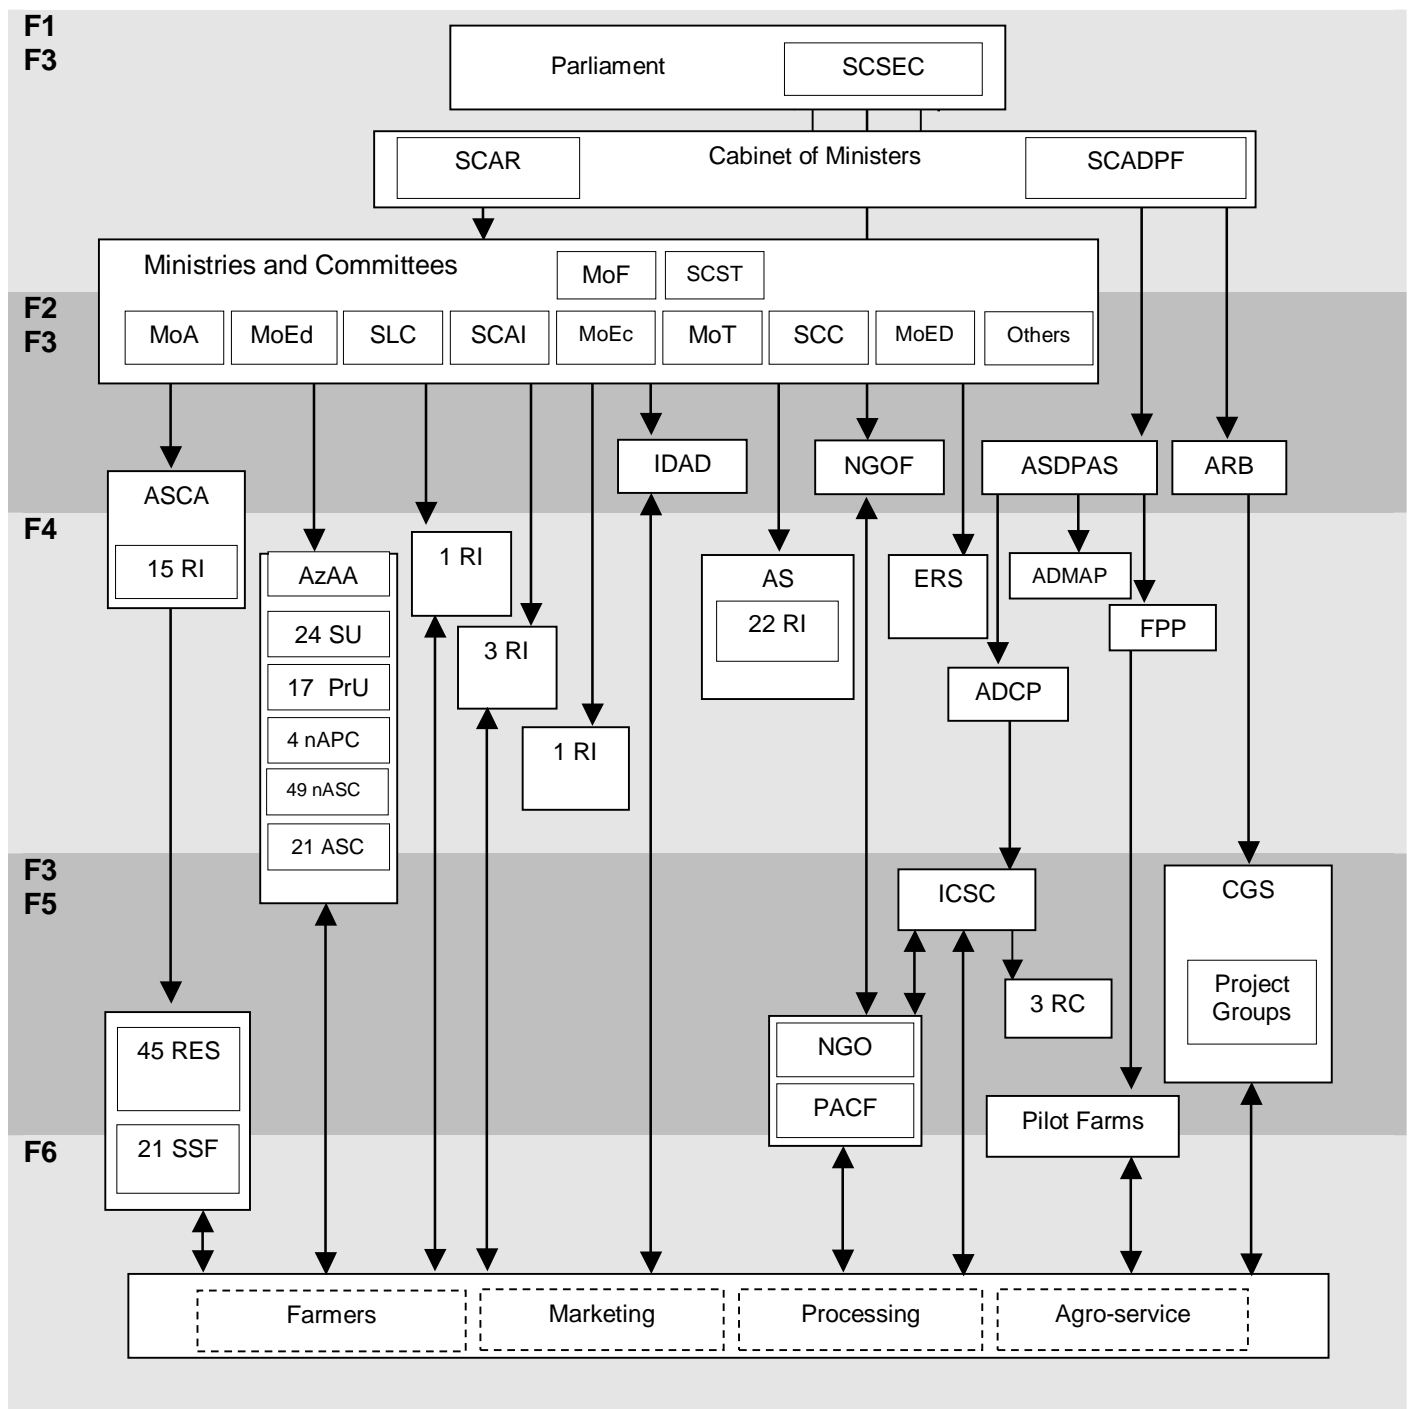 F1
F3
Parliament
SCSEC
SCAR
Cabinet of Ministers
SCADPF
Ministries and Committees
MoF
SCST
F2
F3
MoA
MoEd
SLC
SCAI
MoEc
MoT
SCC
MoED
Others
IDAD
NGOF
ASDPAS
ARB
ASCA
15 RI
F4
AzAA
24 SU
17 PrU
4 nAPC
49 nASC
21 ASC
1 RI
3 RI
1 RI
AS
22 RI
ERS
ADMAP
FPP
ADCP
F3
F5
ICSC
CGS
Project
Groups
3 RC
45 RES
21 SSF
NGO
PACF
Pilot Farms
F6
Farmers
Marketing
Processing
Agro-service